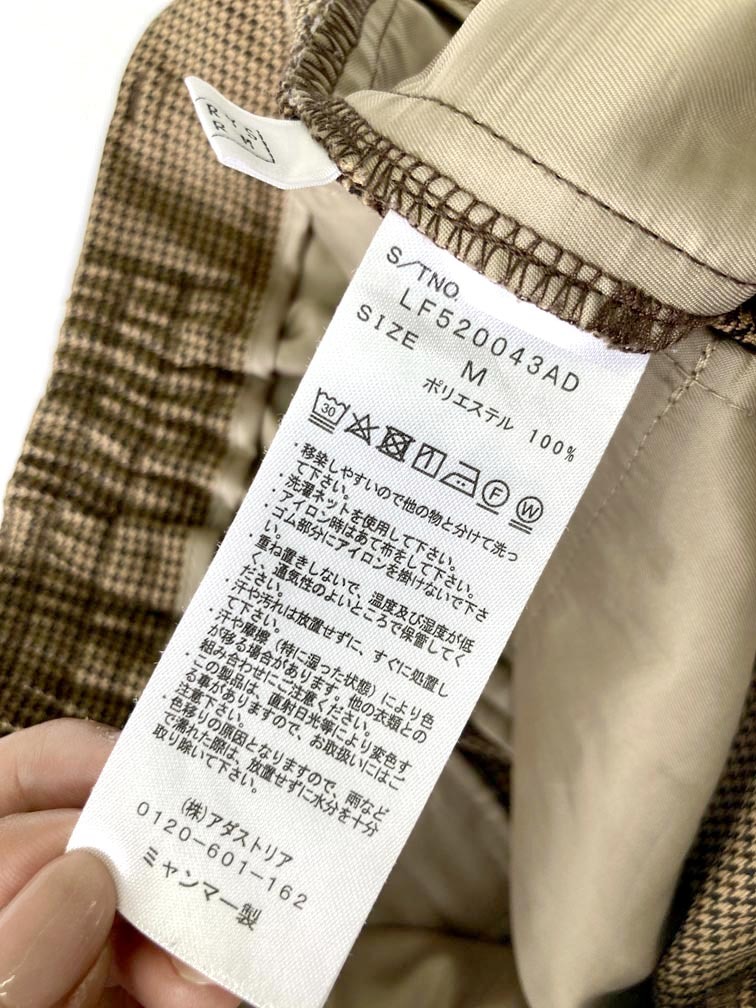 S/TNO.
LF520043AD
SIZE
M
ポリエステル 100%
30
F
W
・移染しやすいので他の物と分けて洗っ
て下さい。
・洗濯ネットを使用して下さい。
・アイロン時はあて布をして下さい。
・ゴム部分にアイロンを掛けないで下さ
い。
・重ね置きしないで、温度及び湿度が低
く、通気性のよいところで保管してく
ださい。
・汗や汚れは放置せずに、すぐに処置し
て下さい。
・汗や摩擦（特に湿った状態）により色
が移る場合があります。他の衣類との
組み合わせにご注意ください。
・この製品は、直射日光等により変色す
る事がありますので、お取扱いにはご
注意下さい。
・色移りの原因となりますので、雨など
で濡れた際は、放置せずに水分を十分
取り除いて下さい。
(株)アダストリア
0120-601-162
ミャンマー製